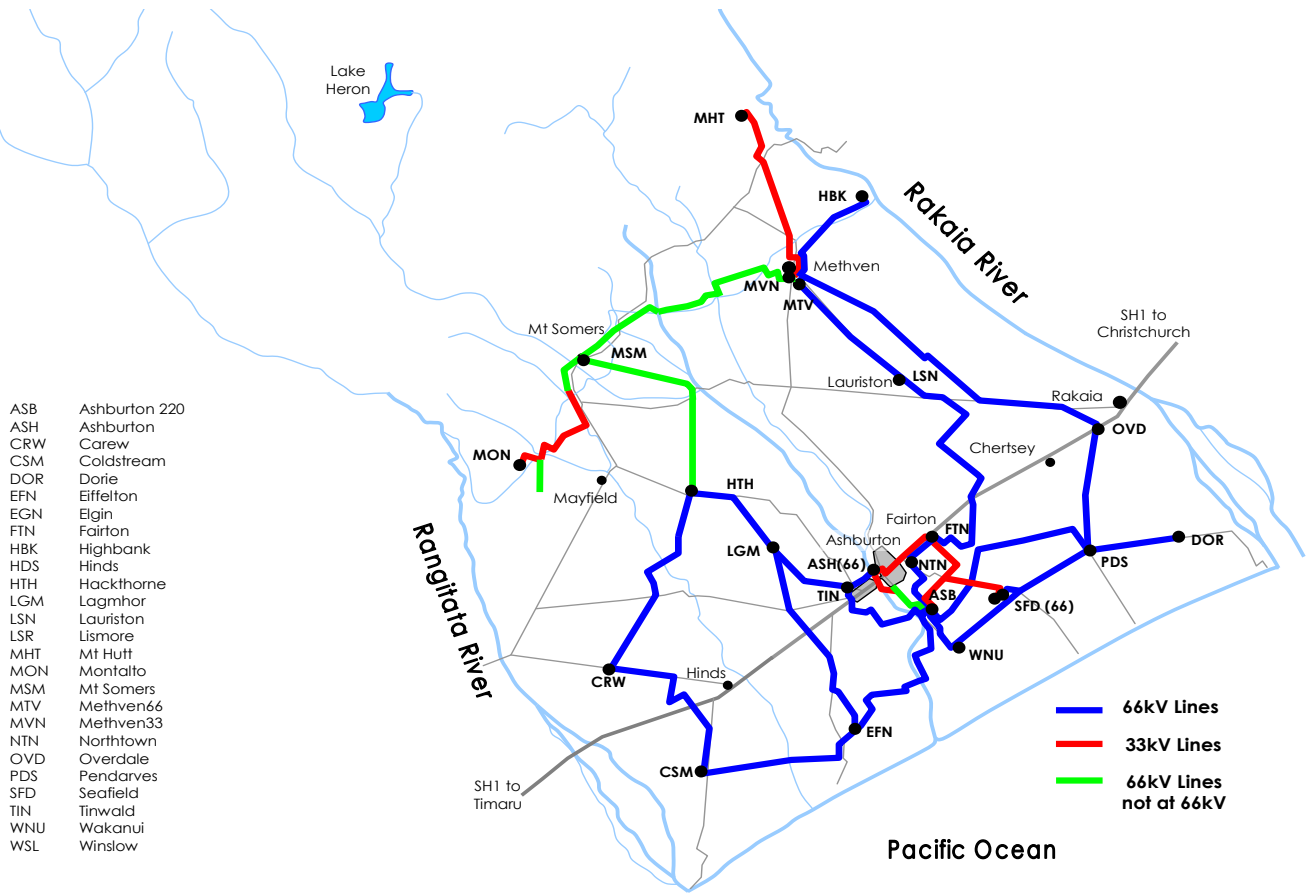 Lake
Heron
MHT
HBK
Rakaia River
Methven
MVN
MTV
SH1 to
Christchurch
Mt Somers
MSM
Lauriston
LSN
Rakaia
OVD
Chertsey
MON
Mayfield
HTH
Rangitata River
Fairton
FTN
Ashburton
LGM
ASH(66)
NTN
DOR
PDS
TIN
ASB
SFD (66)
WNU
CRW
Hinds
EFN
CSM
SH1 to
Timaru
Pacific Ocean
ASB Ashburton 220
ASH Ashburton
CRW Carew
CSM Coldstream
DOR Dorie
EFN Eiffelton
EGN Elgin
FTN Fairton
HBK Highbank
HDS Hinds
HTH Hackthorne
LGM Lagmhor
LSN Lauriston
LSR Lismore
MHT Mt Hutt
MON Montalto
MSM Mt Somers
MTV Methven66
MVN Methven33
NTN Northtown
OVD Overdale
PDS Pendarves
SFD Seafield
TIN Tinwald
WNU Wakanui
WSL Winslow
66kV Lines
33kV Lines
66kV Lines
not at 66kV